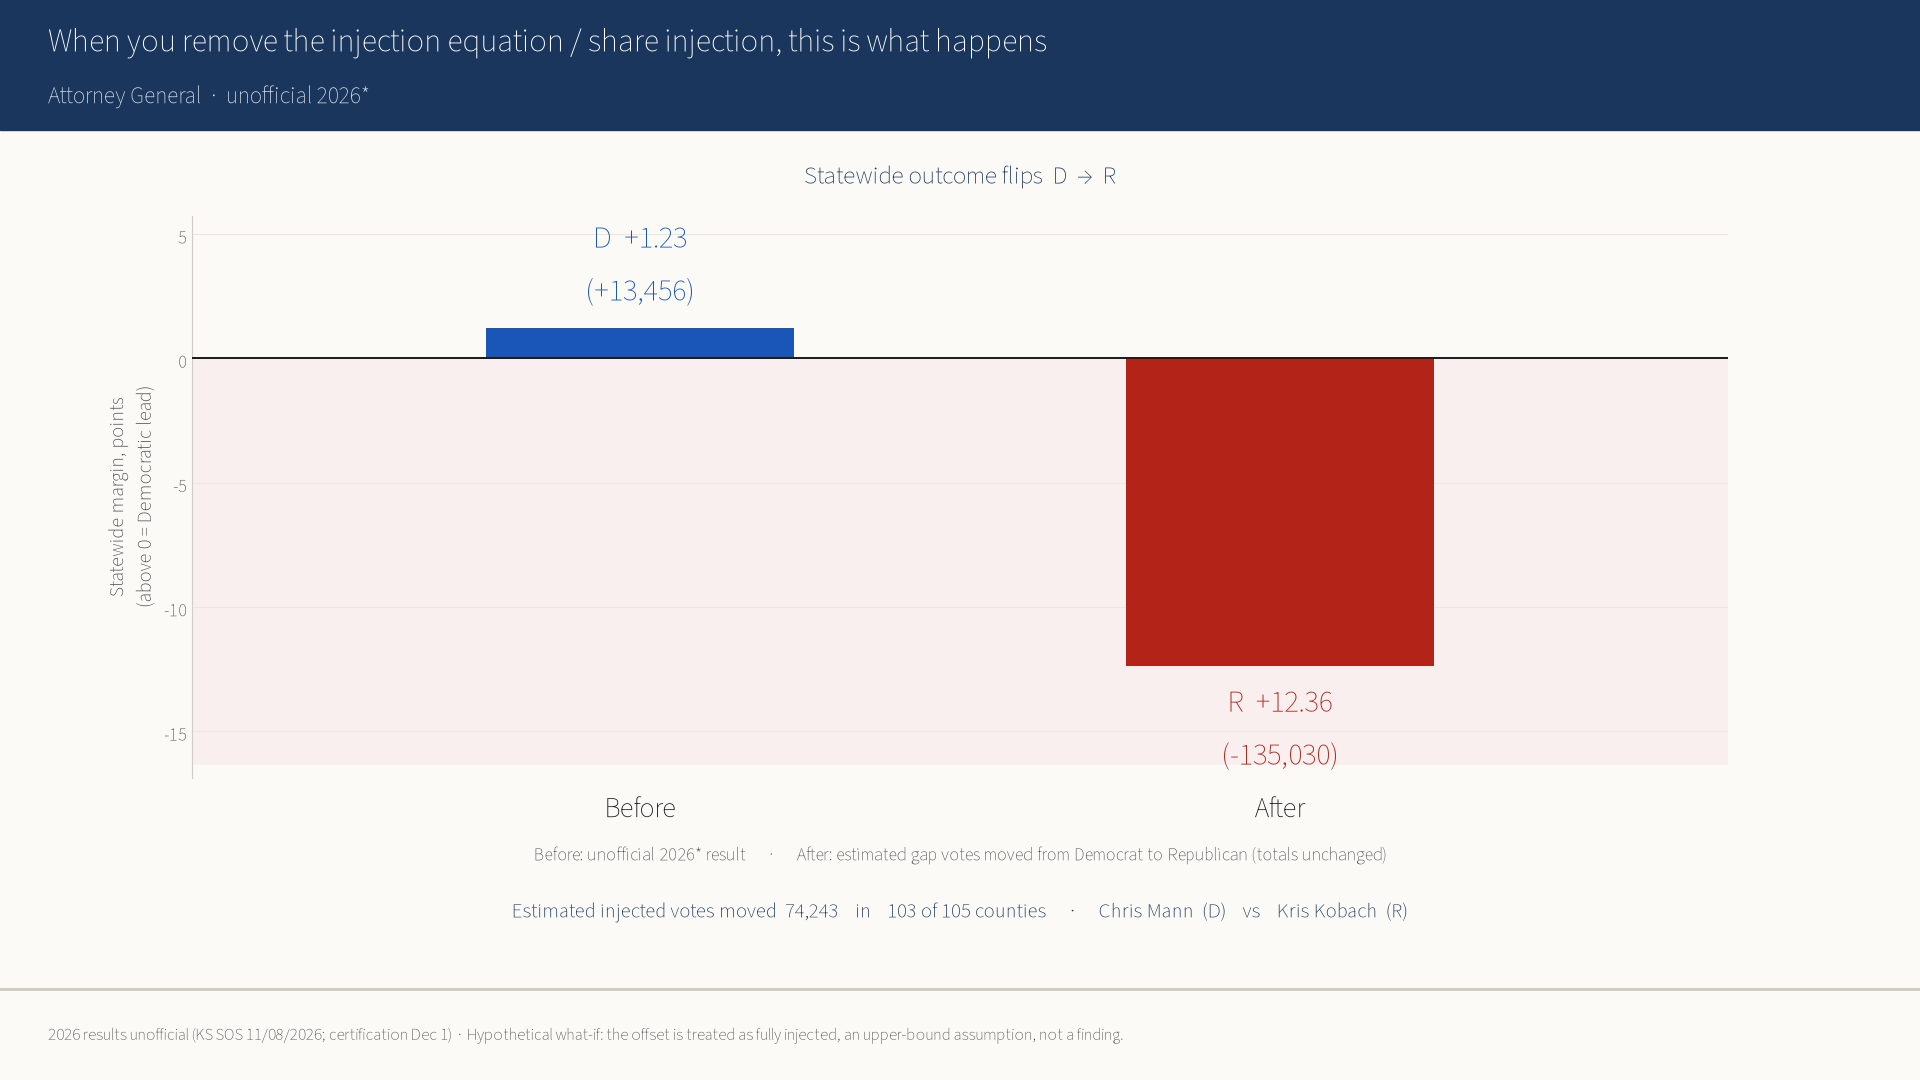 When you remove the injection equation / share injection, this is what happens
Attorney General · unofficial 2026*
Statewide outcome flips D → R
5
0
-5
-10
-15
Statewide margin, points
(above 0 = Democratic lead)
D +1.23
(+13,456)
R +12.36
(-135,030)
Before
After
Before: unofficial 2026* result · After: estimated gap votes moved from Democrat to Republican (totals unchanged)
Estimated injected votes moved 74,243 in 103 of 105 counties · Chris Mann (D) vs Kris Kobach (R)
2026 results unofficial (KS SOS 11/08/2026; certification Dec 1) · Hypothetical what-if: the offset is treated as fully injected, an upper-bound assumption, not a finding.